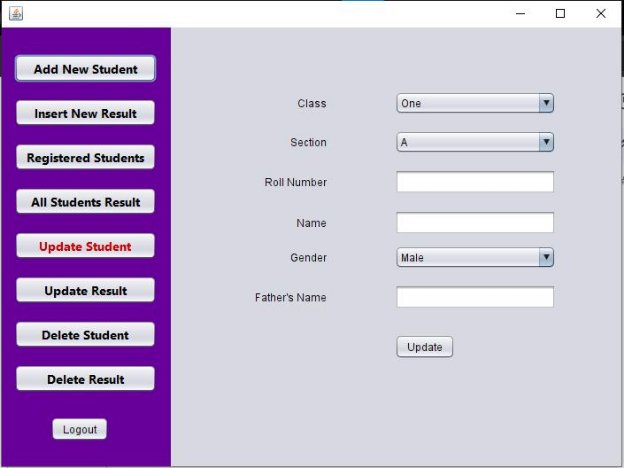 Add New Student
Insert New Result
Registered Students
All Students Result
Update Student
Update Result
Delete Student
Delete Result
Logout
Class One
Section A
Roll Number
Name
Gender Male
Father's Name
Update